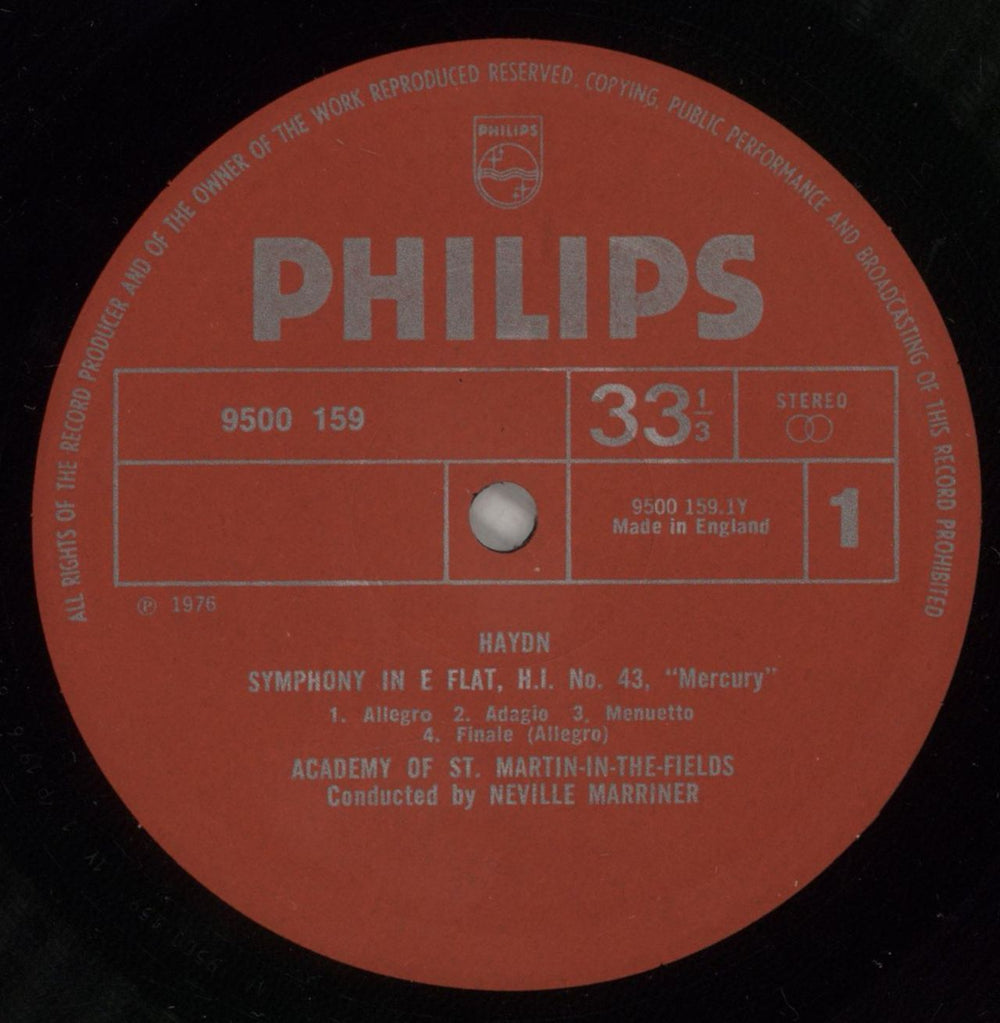 ALL RIGHTS OF THE RECORD PRODUCER AND OF THE OWNER OF THE WORK REPRODUCED RESERVED. COPYING, PUBLIC PERFORMANCE AND BROADCASTING OF THIS RECORD PROHIBITED
PHILIPS
PHILIPS
9500 159
33 1/3
STEREO
9500 159.1Y
Made in England
1
Ⓟ 1976
HAYDN
SYMPHONY IN E FLAT, H.I. No. 43, "Mercury"
1. Allegro 2. Adagio 3. Menuetto
4. Finale (Allegro)
ACADEMY OF ST. MARTIN-IN-THE-FIELDS
Conducted by NEVILLE MARRINER